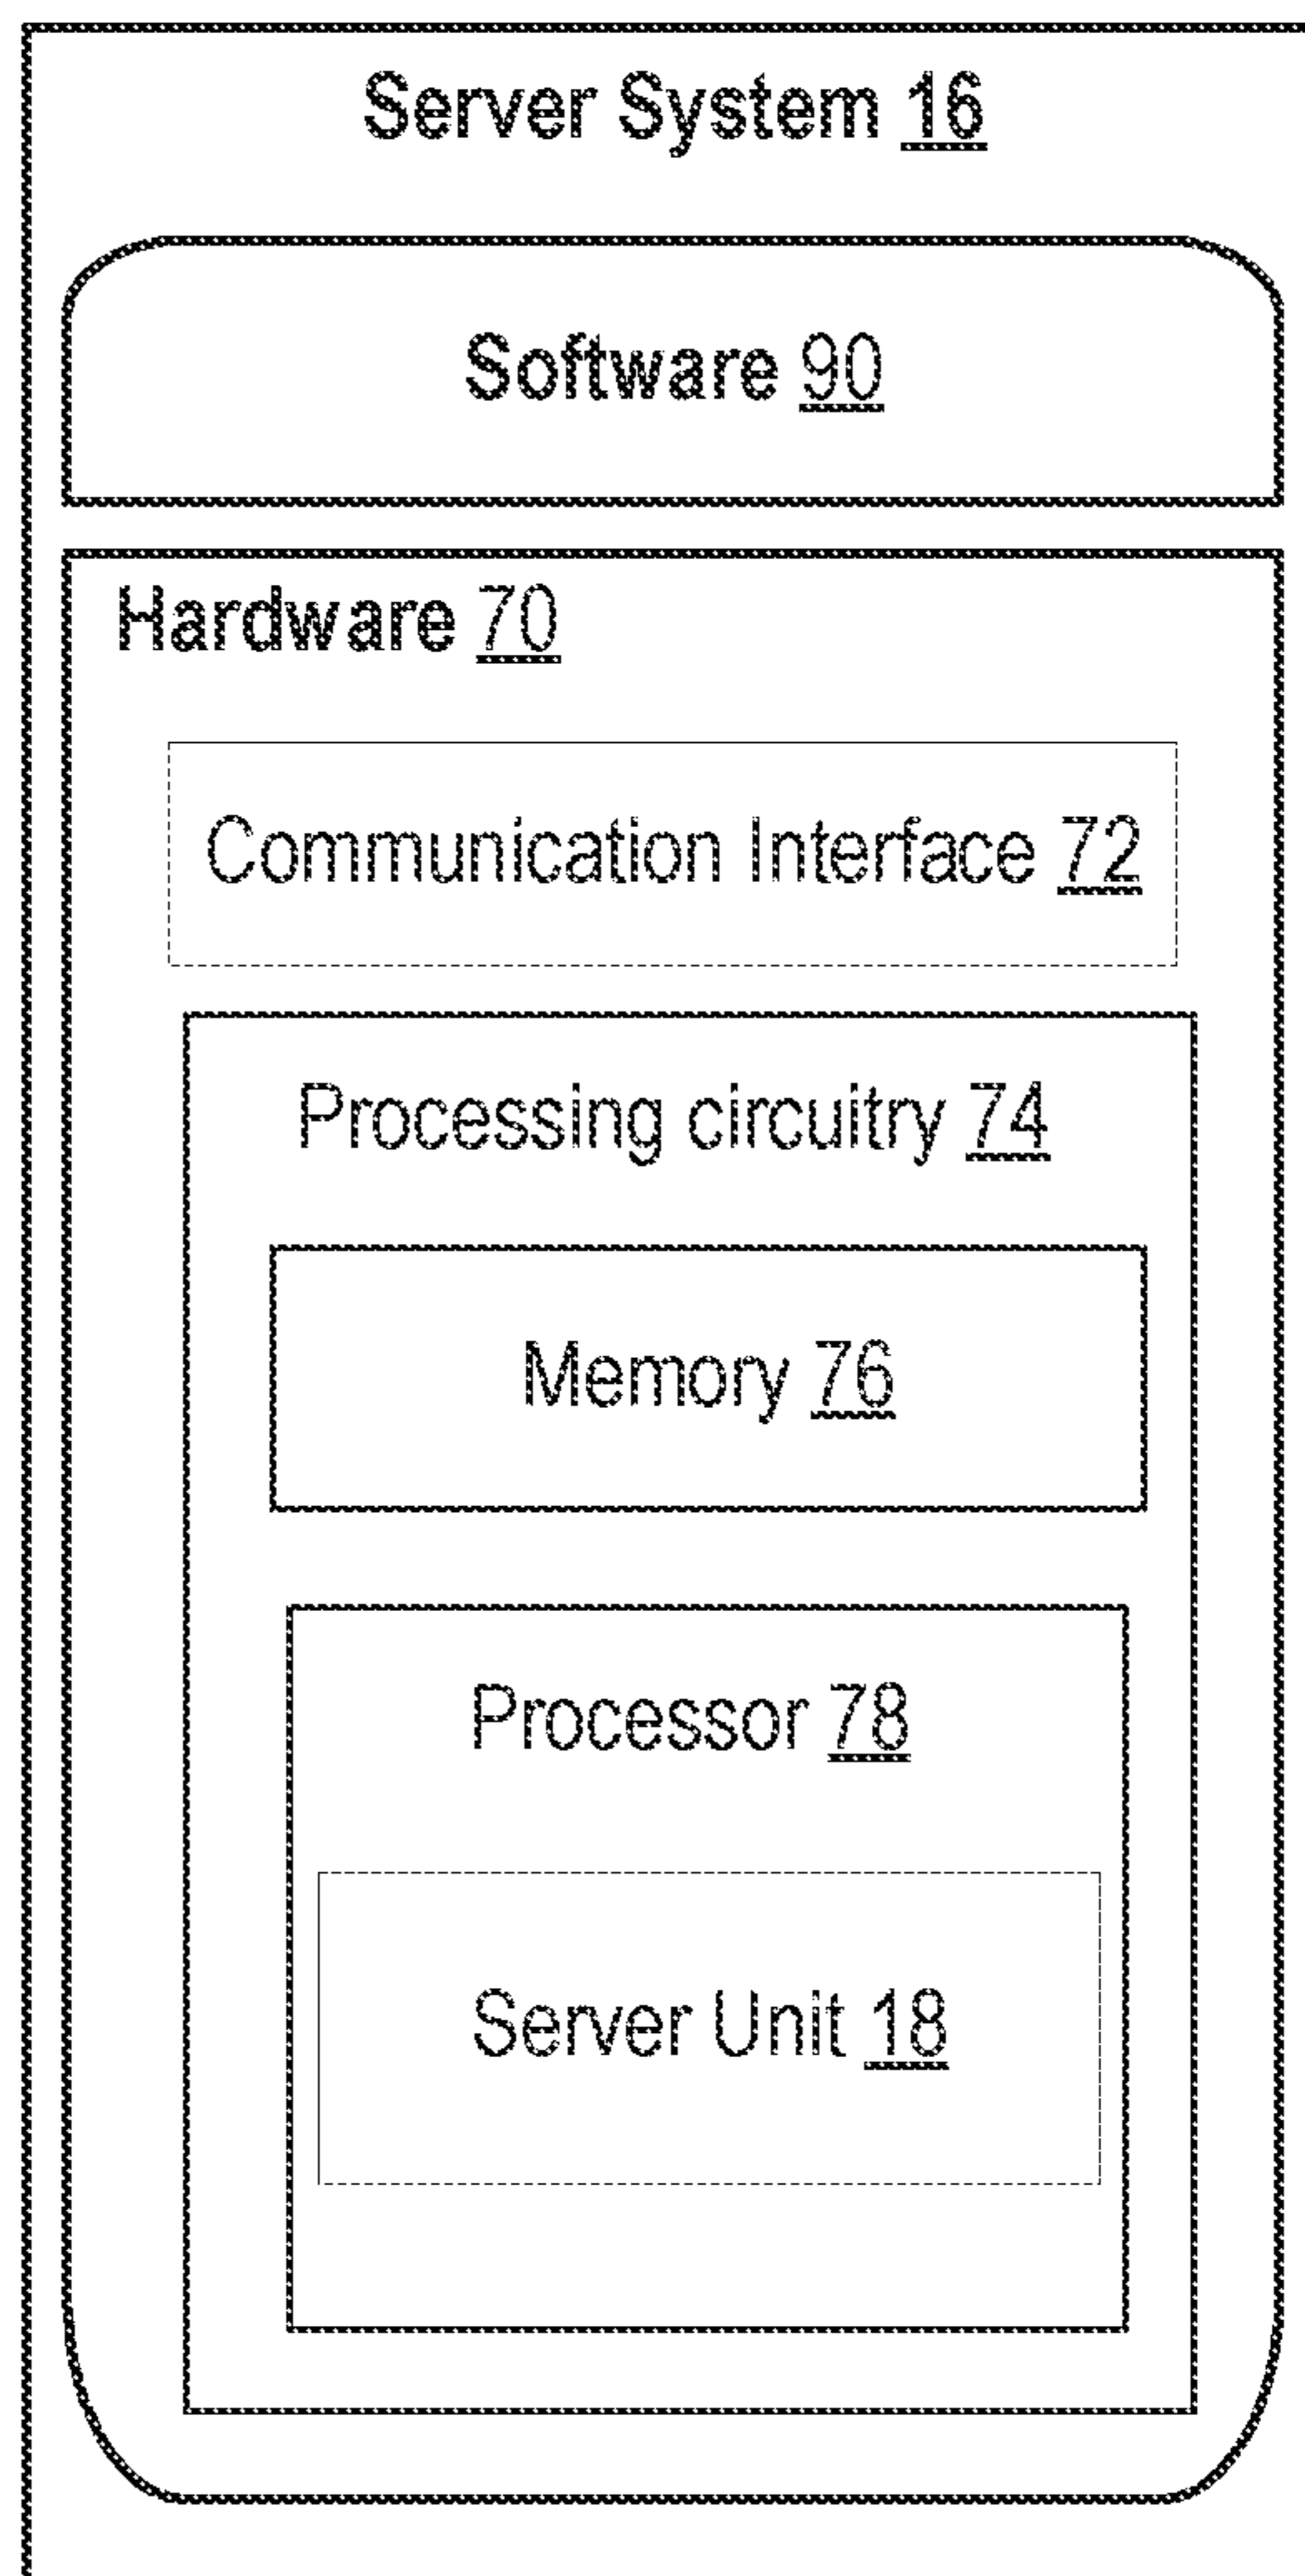 Server System 16
Software 90
Hardware 70
Communication Interface 72
Processing circuitry 74
Memory 76
Processor 78
Server Unit 18